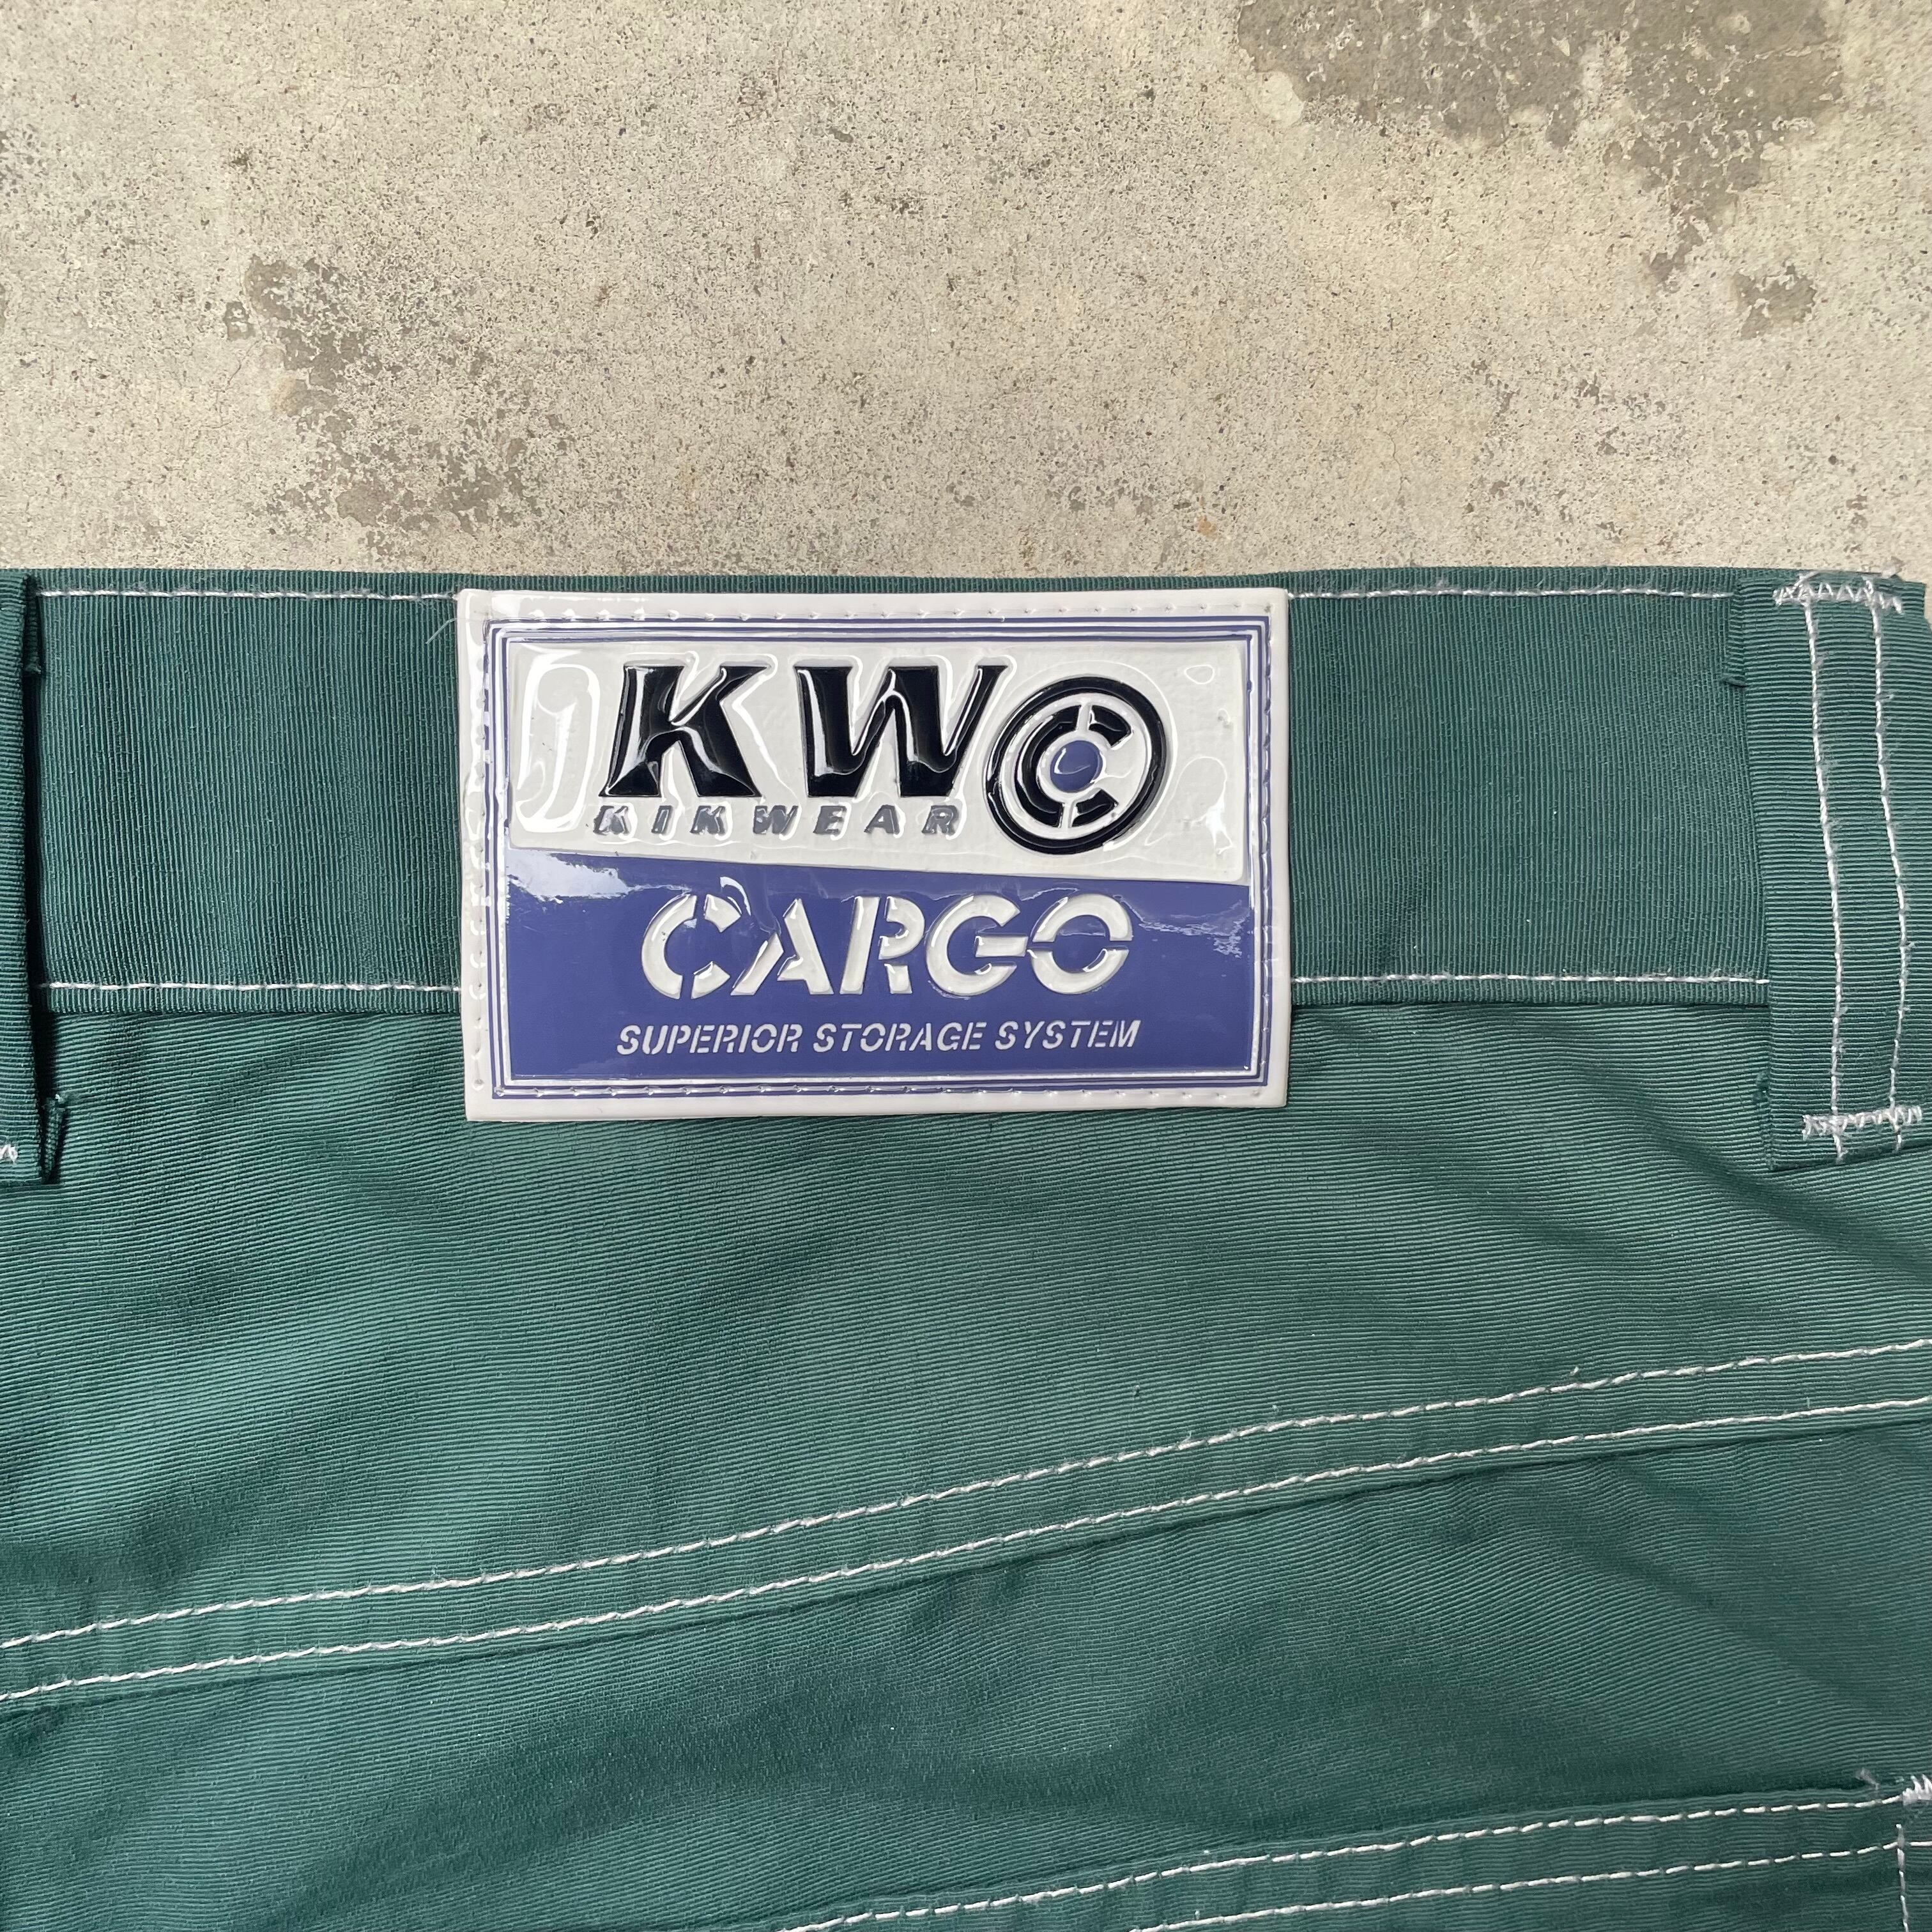 KW C
KIKWEAR
CARGO
SUPERIOR STORAGE SYSTEM